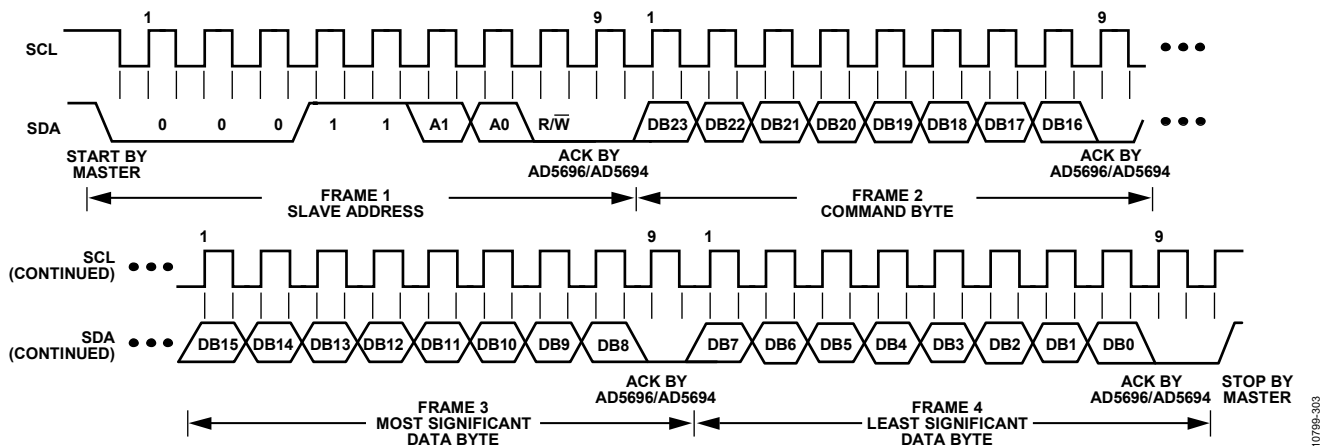 1 9 1 9
SCL
SDA 0 0 0 1 1 A1 A0 R/W̅ DB23 DB22 DB21 DB20 DB19 DB18 DB17 DB16
START BY
MASTER
ACK BY
AD5696/AD5694
ACK BY
AD5696/AD5694
FRAME 1
SLAVE ADDRESS
FRAME 2
COMMAND BYTE
1 9 1 9
SCL
(CONTINUED)
SDA
(CONTINUED)
DB15 DB14 DB13 DB12 DB11 DB10 DB9 DB8 DB7 DB6 DB5 DB4 DB3 DB2 DB1 DB0
ACK BY
AD5696/AD5694
ACK BY
AD5696/AD5694
STOP BY
MASTER
FRAME 3
MOST SIGNIFICANT
DATA BYTE
FRAME 4
LEAST SIGNIFICANT
DATA BYTE
10799-303